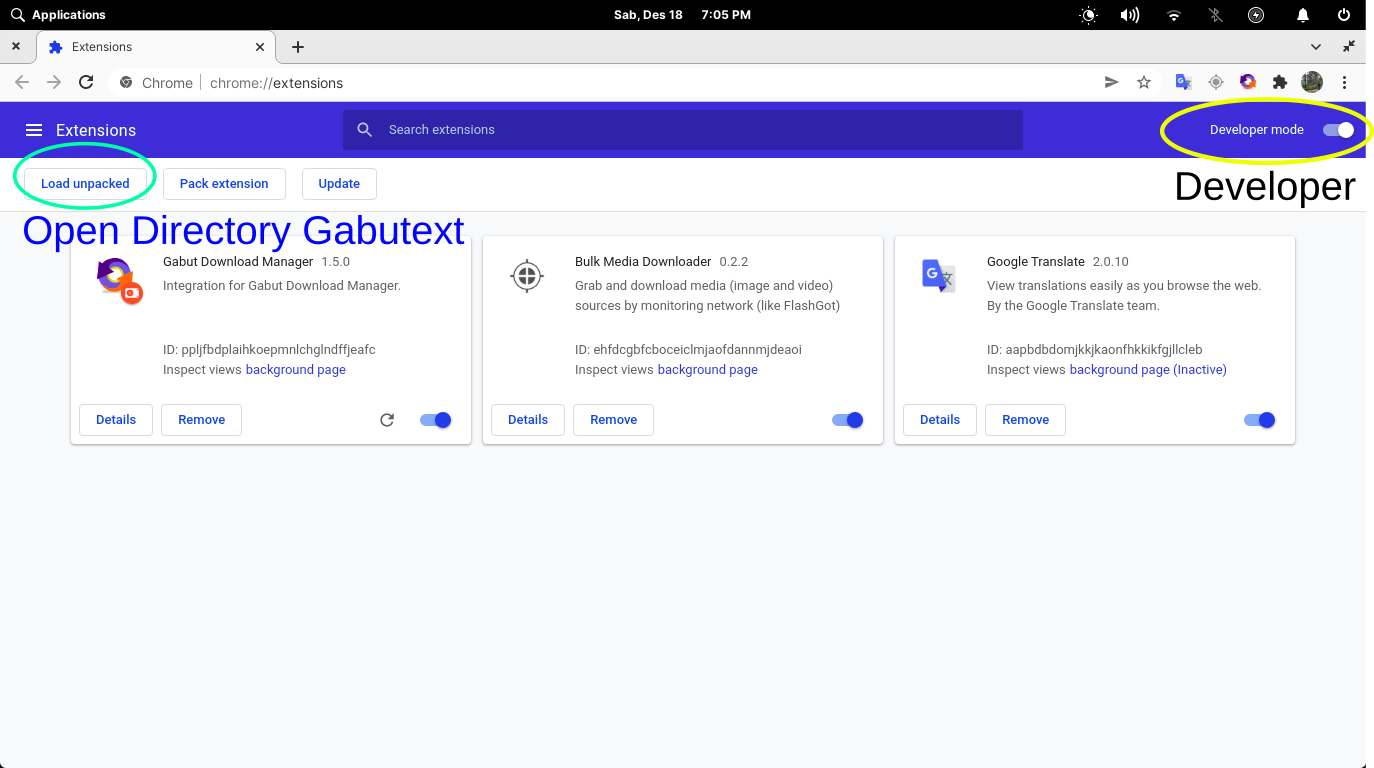 Applications
Sab, Des 18 7:05 PM
Extensions
Chrome chrome://extensions
Extensions
Search extensions
Developer mode
Load unpacked
Pack extension
Update
Developer
Open Directory Gabutext
Gabut Download Manager 1.5.0
Integration for Gabut Download Manager.
ID: ppljfbdplaihkoepmnlchglndffjeafc
Inspect views background page
Details
Remove
Bulk Media Downloader 0.2.2
Grab and download media (image and video)
sources by monitoring network (like FlashGot)
ID: ehfdcgbfcboceiclmjaofdannmjdeaoi
Inspect views background page
Details
Remove
Google Translate 2.0.10
View translations easily as you browse the web.
By the Google Translate team.
ID: aapbdbdomjkkjkaonfhkkikfgjllcleb
Inspect views background page (Inactive)
Details
Remove